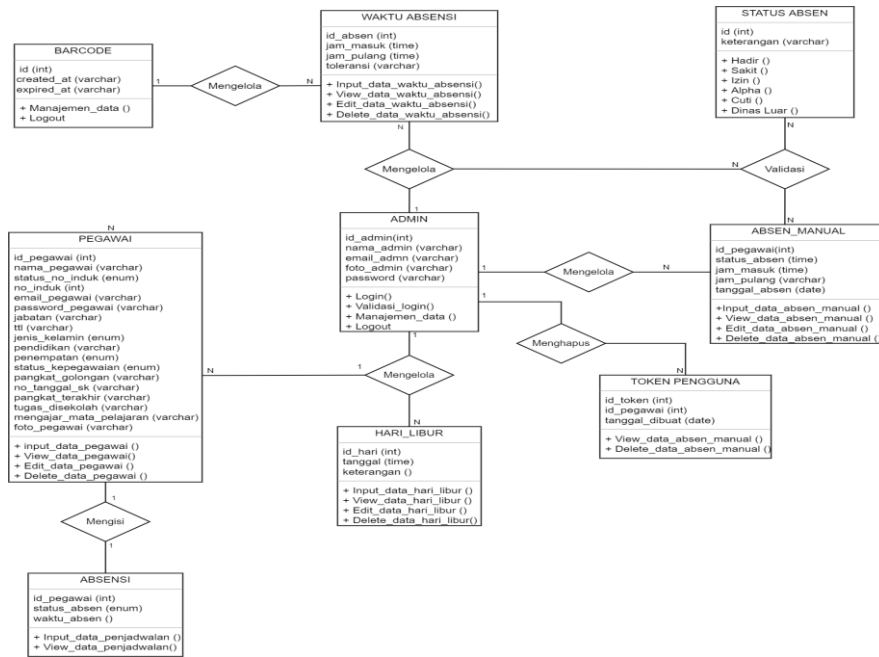 BARCODE
id (int)
created_at (varchar)
expired_at (varchar)
+ Manajemen_data ()
+ Logout
1
Mengelola
N
WAKTU ABSENSI
id_absen (int)
jam_masuk (time)
jam_pulang (time)
toleransi (varchar)
+ Input_data_waktu_absensi()
+ View_data_waktu_absensi()
+ Edit_data_waktu_absensi()
+ Delete_data_waktu_absensi()
N
Mengelola
1
N
STATUS ABSEN
id (int)
keterangan (varchar)
+ Hadir ()
+ Sakit ()
+ Izin ()
+ Alpha ()
+ Cuti ()
+ Dinas Luar ()
N
Validasi
N
ABSEN_MANUAL
id_pegawai(int)
status_absen (time)
jam_masuk (time)
jam_pulang (varchar)
tanggal_absen (date)
+Input_data_absen_manual ()
+ View_data_absen_manual ()
+ Edit_data_absen_manual ()
+ Delete_data_absen_manual ()
ADMIN
id_admin(int)
nama_admin (varchar)
email_admn (varchar)
foto_admin (varchar)
password (varchar)
+ Login()
+ Validasi_login()
+ Manajemen_data ()
+ Logout
1
Mengelola
N
1
Menghapus
N
TOKEN PENGGUNA
id_token (int)
id_pegawai (int)
tanggal_dibuat (date)
+ View_data_absen_manual ()
+ Delete_data_absen_manual ()
N
PEGAWAI
id_pegawai (int)
nama_pegawai (varchar)
status_no_induk (enum)
no_induk (int)
email_pegawai (varchar)
password_pegawai (varchar)
jabatan (varchar)
ttl (varchar)
jenis_kelamin (enum)
pendidikan (varchar)
penempatan (enum)
status_kepegawaian (enum)
pangkat_golongan (varchar)
no_tanggal_sk (varchar)
pangkat_terakhir (varchar)
tugas_disekolah (varchar)
mengajar_mata_pelajaran (varchar)
foto_pegawai (varchar)
+ input_data_pegawai ()
+ View_data_pegawai()
+ Edit_data_pegawai ()
+ Delete_data_pegawai ()
N
1
1
Mengelola
N
HARI_LIBUR
id_hari (int)
tanggal (time)
keterangan ()
+ Input_data_hari_libur ()
+ View_data_hari_libur ()
+ Edit_data_hari_libur ()
+ Delete_data_hari_libur()
1
Mengisi
1
ABSENSI
id_pegawai (int)
status_absen (enum)
waktu_absen ()
+ Input_data_penjadwalan ()
+ View_data_penjadwalan()